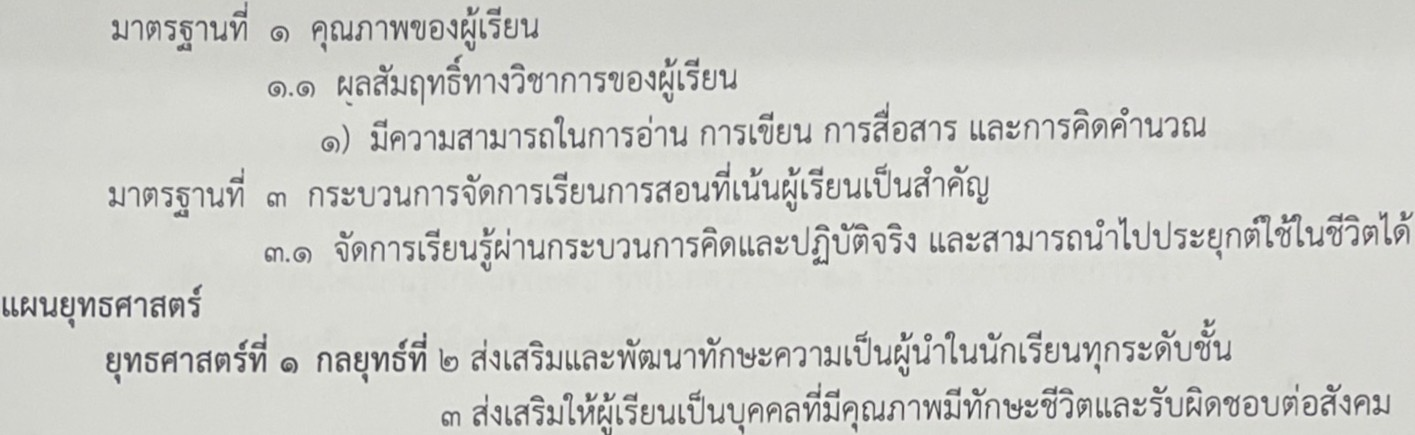 มาตรฐานที่ ๑ คุณภาพของผู้เรียน
๑.๑ ผลสัมฤทธิ์ทางวิชาการของผู้เรียน
๑) มีความสามารถในการอ่าน การเขียน การสื่อสาร และการคิดคำนวณ
มาตรฐานที่ ๓ กระบวนการจัดการเรียนการสอนที่เน้นผู้เรียนเป็นสำคัญ
๓.๑ จัดการเรียนรู้ผ่านกระบวนการคิดและปฏิบัติจริง และสามารถนำไปประยุกต์ใช้ในชีวิตได้
แผนยุทธศาสตร์
ยุทธศาสตร์ที่ ๑ กลยุทธ์ที่ ๒ ส่งเสริมและพัฒนาทักษะความเป็นผู้นำในนักเรียนทุกระดับชั้น
๓ ส่งเสริมให้ผู้เรียนเป็นบุคคลที่มีคุณภาพมีทักษะชีวิตและรับผิดชอบต่อสังคม